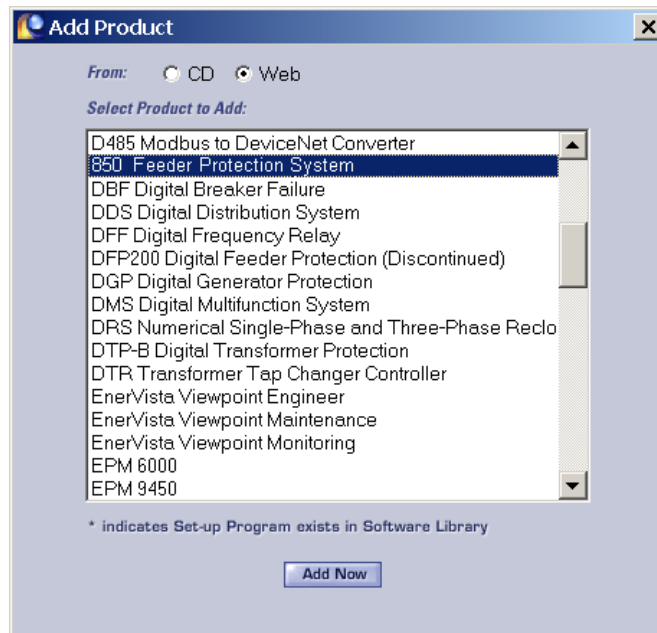 Add Product
From: CD Web
Select Product to Add:
D485 Modbus to DeviceNet Converter
850 Feeder Protection System
DBF Digital Breaker Failure
DDS Digital Distribution System
DFF Digital Frequency Relay
DFP200 Digital Feeder Protection (Discontinued)
DGP Digital Generator Protection
DMS Digital Multifunction System
DRS Numerical Single-Phase and Three-Phase Reclo
DTP-B Digital Transformer Protection
DTR Transformer Tap Changer Controller
EnerVista Viewpoint Engineer
EnerVista Viewpoint Maintenance
EnerVista Viewpoint Monitoring
EPM 6000
EPM 9450
* indicates Set-up Program exists in Software Library
Add Now